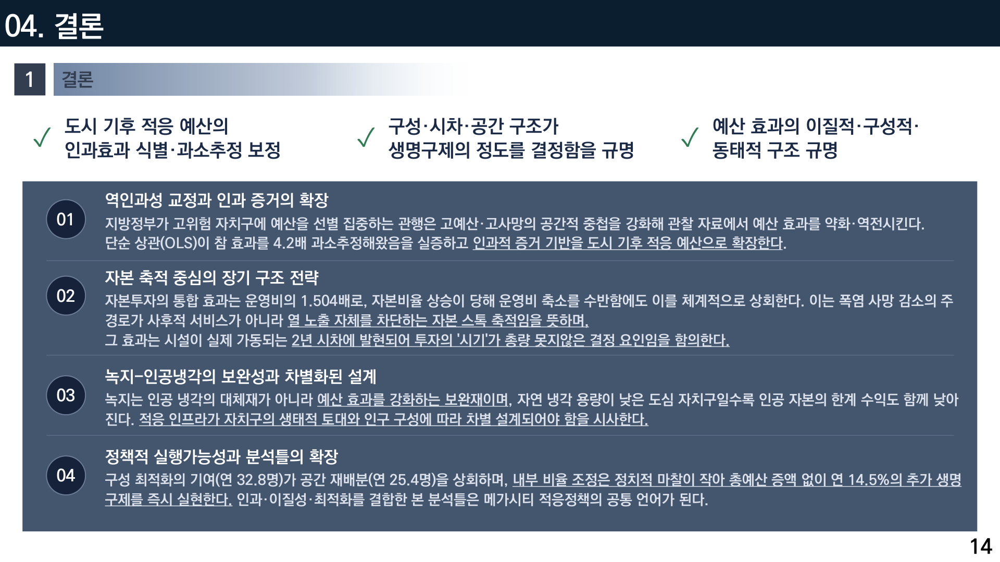 04. 결론
1
결론
도시 기후 적응 예산의
인과효과 식별·과소추정 보정
구성·시차·공간 구조가
생명구제의 정도를 결정함을 규명
예산 효과의 이질적·구성적·
동태적 구조 규명
01
역인과성 교정과 인과 증거의 확장
지방정부가 고위험 자치구에 예산을 선별 집중하는 관행은 고예산·고사망의 공간적 중첩을 강화해 관찰 자료에서 예산 효과를 약화·역전시킨다.
단순 상관(OLS)이 참 효과를 4.2배 과소추정해왔음을 실증하고 인과적 증거 기반을 도시 기후 적응 예산으로 확장한다.
02
자본 축적 중심의 장기 구조 전략
자본투자의 통합 효과는 운영비의 1.504배로, 자본비율 상승이 당해 운영비 축소를 수반함에도 이를 체계적으로 상회한다. 이는 폭염 사망 감소의 주
경로가 사후적 서비스가 아니라 열 노출 자체를 차단하는 자본 스톡 축적임을 뜻하며,
그 효과는 시설이 실제 가동되는 2년 시차에 발현되어 투자의 '시기'가 총량 못지않은 결정 요인임을 함의한다.
03
녹지–인공냉각의 보완성과 차별화된 설계
녹지는 인공 냉각의 대체재가 아니라 예산 효과를 강화하는 보완재이며, 자연 냉각 용량이 낮은 도심 자치구일수록 인공 자본의 한계 수익도 함께 낮아
진다. 적응 인프라가 자치구의 생태적 토대와 인구 구성에 따라 차별 설계되어야 함을 시사한다.
04
정책적 실행가능성과 분석틀의 확장
구성 최적화의 기여(연 32.8명)가 공간 재배분(연 25.4명)을 상회하며, 내부 비율 조정은 정치적 마찰이 작아 총예산 증액 없이 연 14.5%의 추가 생명
구제를 즉시 실현한다. 인과·이질성·최적화를 결합한 본 분석틀은 메가시티 적응정책의 공통 언어가 된다.
14